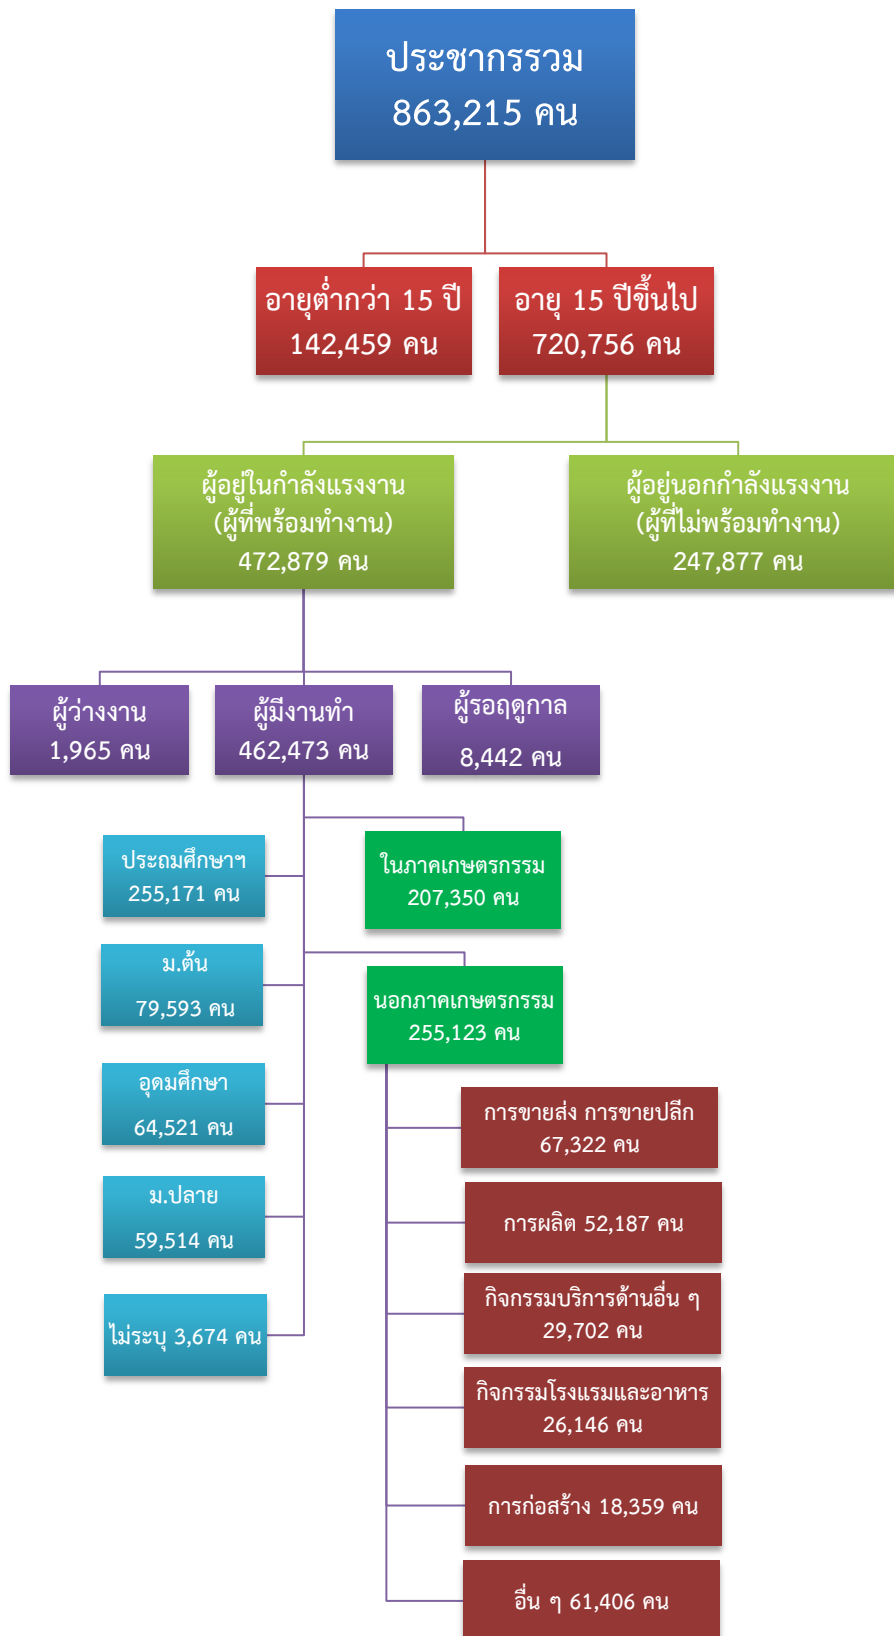 ประชากรรวม
863,215 คน
อายุต่ำกว่า 15 ปี
142,459 คน
อายุ 15 ปีขึ้นไป
720,756 คน
ผู้อยู่ในกำลังแรงงาน
(ผู้ที่พร้อมทำงาน)
472,879 คน
ผู้อยู่นอกกำลังแรงงาน
(ผู้ที่ไม่พร้อมทำงาน)
247,877 คน
ผู้ว่างงาน
1,965 คน
ผู้มีงานทำ
462,473 คน
ผู้รอฤดูกาล
8,442 คน
ประถมศึกษาฯ
255,171 คน
ม.ต้น
79,593 คน
อุดมศึกษา
64,521 คน
ม.ปลาย
59,514 คน
ไม่ระบุ 3,674 คน
ในภาคเกษตรกรรม
207,350 คน
นอกภาคเกษตรกรรม
255,123 คน
การขายส่ง การขายปลีก
67,322 คน
การผลิต 52,187 คน
กิจกรรมบริการด้านอื่น ๆ
29,702 คน
กิจกรรมโรงแรมและอาหาร
26,146 คน
การก่อสร้าง 18,359 คน
อื่น ๆ 61,406 คน